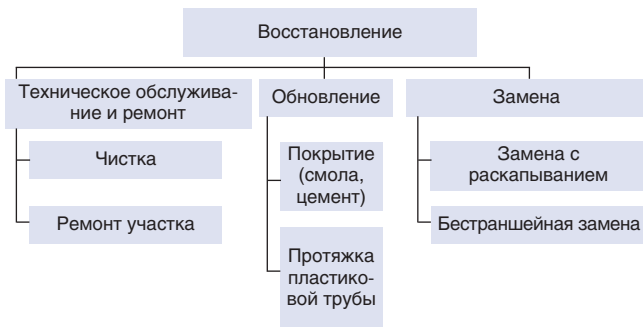 Восстановление
Техническое обслужива-
ние и ремонт
Чистка
Ремонт участка
Обновление
Покрытие
(смола,
цемент)
Протяжка
пластико-
вой трубы
Замена
Замена с
раскапыванием
Бестраншейная замена